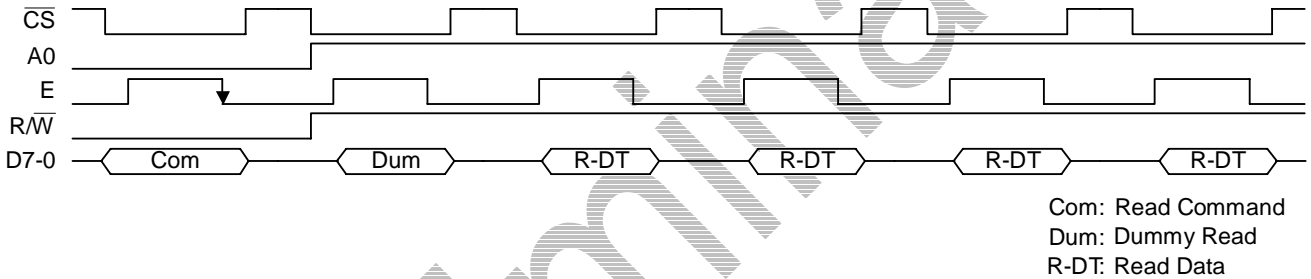 CS
A0
E
R/W
D7-0 Com Dum R-DT R-DT R-DT R-DT
Com: Read Command
Dum: Dummy Read
R-DT: Read Data